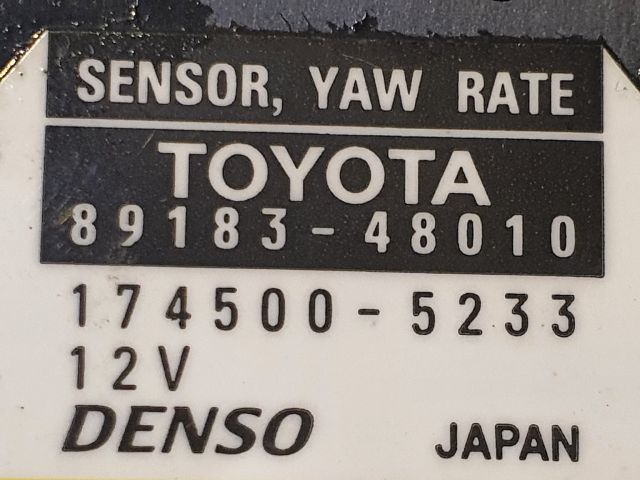 SENSOR, YAW RATE
TOYOTA
89183-48010
174500-5233
12V
DENSO JAPAN